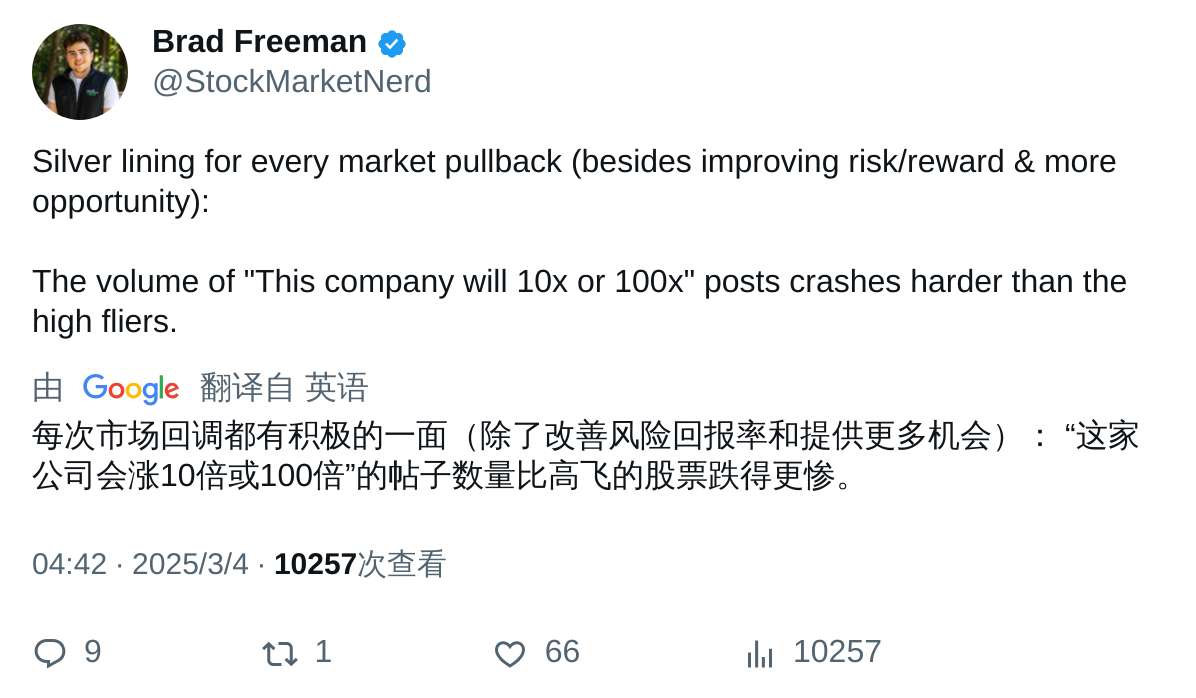 Brad Freeman
@StockMarketNerd
Silver lining for every market pullback (besides improving risk/reward & more
opportunity):
The volume of "This company will 10x or 100x" posts crashes harder than the
high fliers.
由 Google 翻译自 英语
每次市场回调都有积极的一面（除了改善风险回报率和提供更多机会）： “这家
公司会涨10倍或100倍”的帖子数量比高飞的股票跌得更惨。
04:42 · 2025/3/4 · 10257次查看
9 1 66 10257